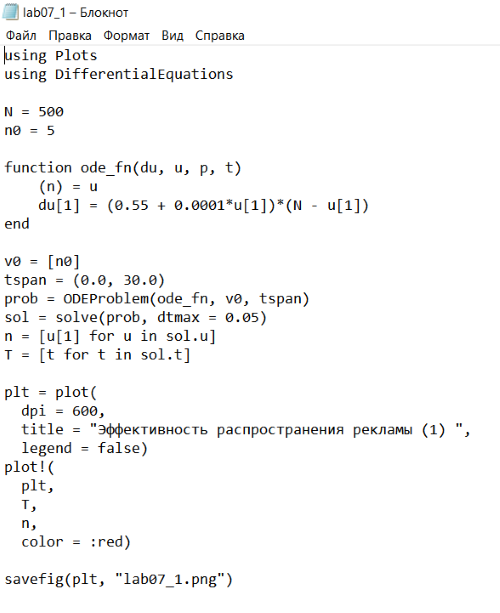 lab07_1 – Блокнот
Файл Правка Формат Вид Справка
using Plots
using DifferentialEquations

N = 500
n0 = 5

function ode_fn(du, u, p, t)
    (n) = u
    du[1] = (0.55 + 0.0001*u[1])*(N - u[1])
end

v0 = [n0]
tspan = (0.0, 30.0)
prob = ODEProblem(ode_fn, v0, tspan)
sol = solve(prob, dtmax = 0.05)
n = [u[1] for u in sol.u]
T = [t for t in sol.t]

plt = plot(
  dpi = 600,
  title = "Эффективность распространения рекламы (1) ",
  legend = false)
plot!(
  plt,
  T,
  n,
  color = :red)

savefig(plt, "lab07_1.png")